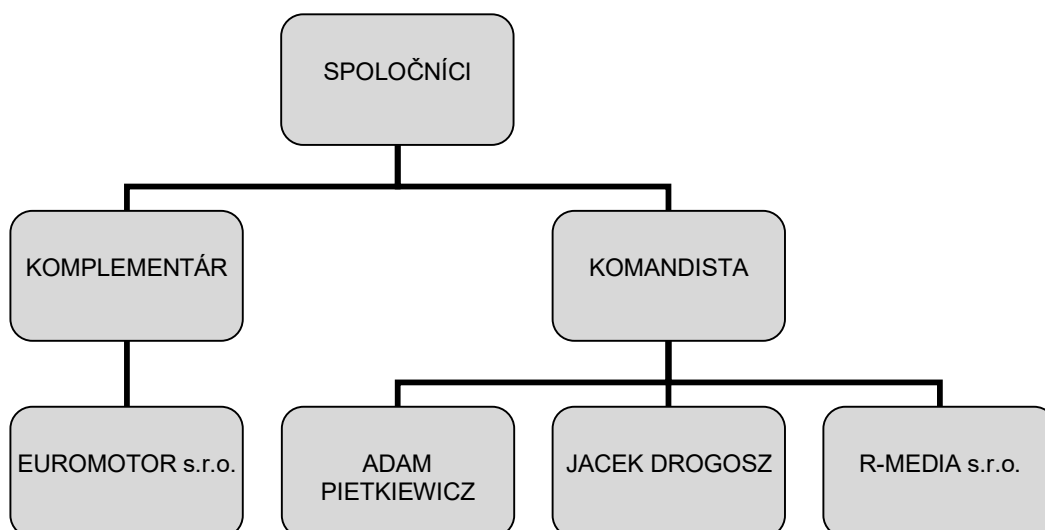 SPOLOČNÍCI
KOMPLEMENTÁR
KOMANDISTA
EUROMOTOR s.r.o.
ADAM
PIETKIEWICZ
JACEK DROGOSZ
R-MEDIA s.r.o.